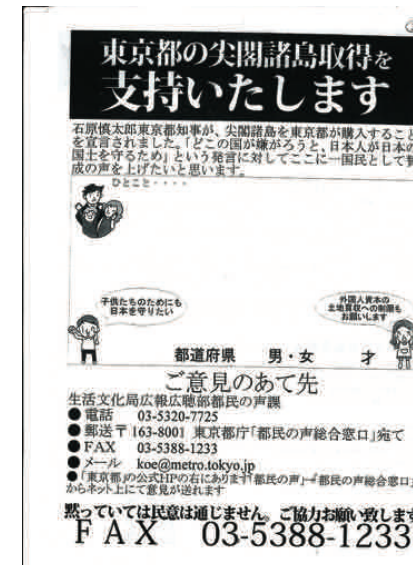 東京都の尖閣諸島取得を
支持いたします
石原慎太郎東京都知事が、尖閣諸島を東京都が購入するこ
を宣言されました。「どこの国が嫌がろうと、日本人が日本の
国土を守るため」という発言に対してここに一国民として賛
成の声を上げたいと思います。
ひとこと・・・・
子供たちのためにも
日本を守りたい
外国人資本の
土地買収への制限も
お願いします
都道府県 男・女 才
ご意見のあて先
生活文化局広報広聴部都民の声課
●電話 03-5320-7725
●郵送〒163-8001 東京都庁「都民の声総合窓口」宛て
●FAX 03-5388-1233
●メール koe@metro.tokyo.jp
●「東京都」の公式HPの右にあります「都民の声」→「都民の声総合窓口」
からネット上にて意見が送れます
黙っていては民意は通じません。ご協力お願い致します
FAX 03-5388-1233